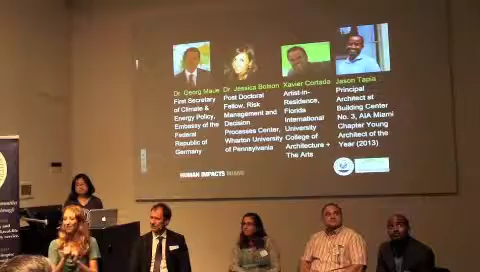 Dr. Georg Maue
First Secretary
of Climate &
Energy Policy,
Embassy of the
Federal
Republic of
Germany
Dr. Jessica Bolson
Post Doctoral
Fellow, Risk
Management
and
Decision
Processes Center,
Wharton University
of Pennsylvania
Xavier Cortada
Artist-in-
Residence,
Florida
International
University
College of
Architecture +
The Arts
Jason Tapia
Principal
Architect at
Building Center
No. 3, AIA Miami
Chapter Young
Architect of the
Year (2013)
HUMAN IMPACTS